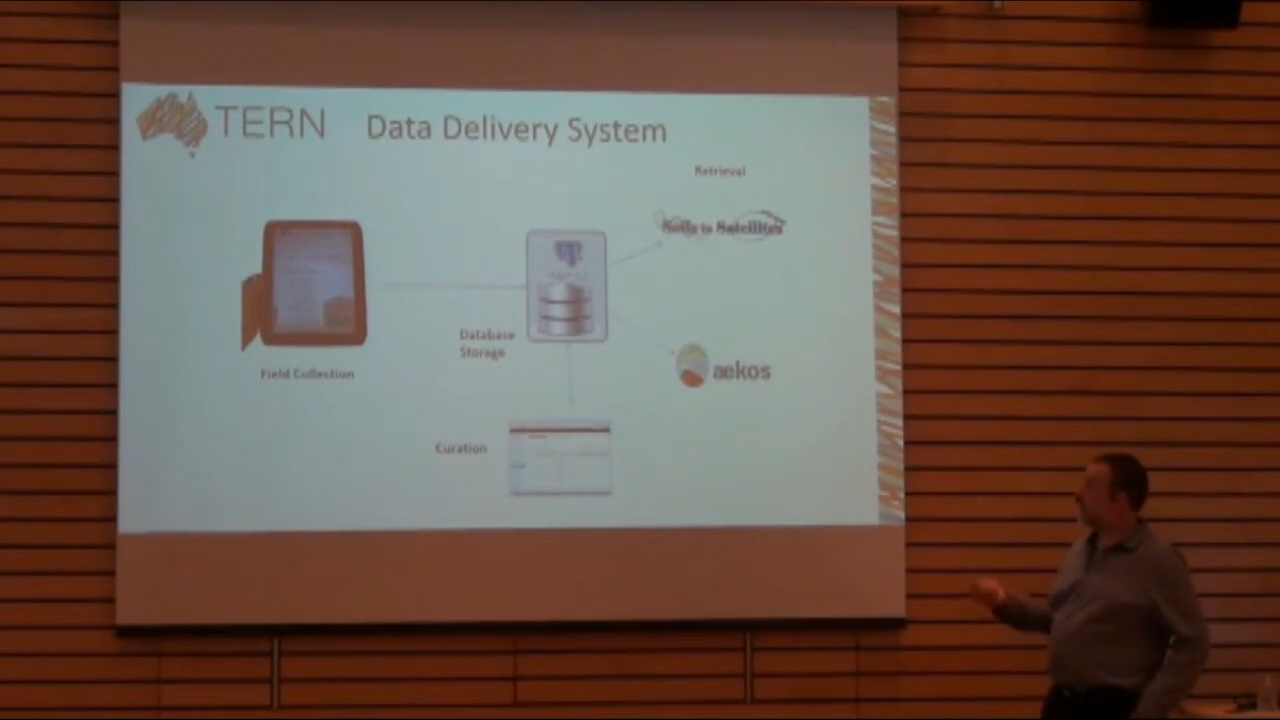 TERN
Data Delivery System
Retrieval
Soils to Satellites
Database
Storage
Field Collection
aekos
Curation